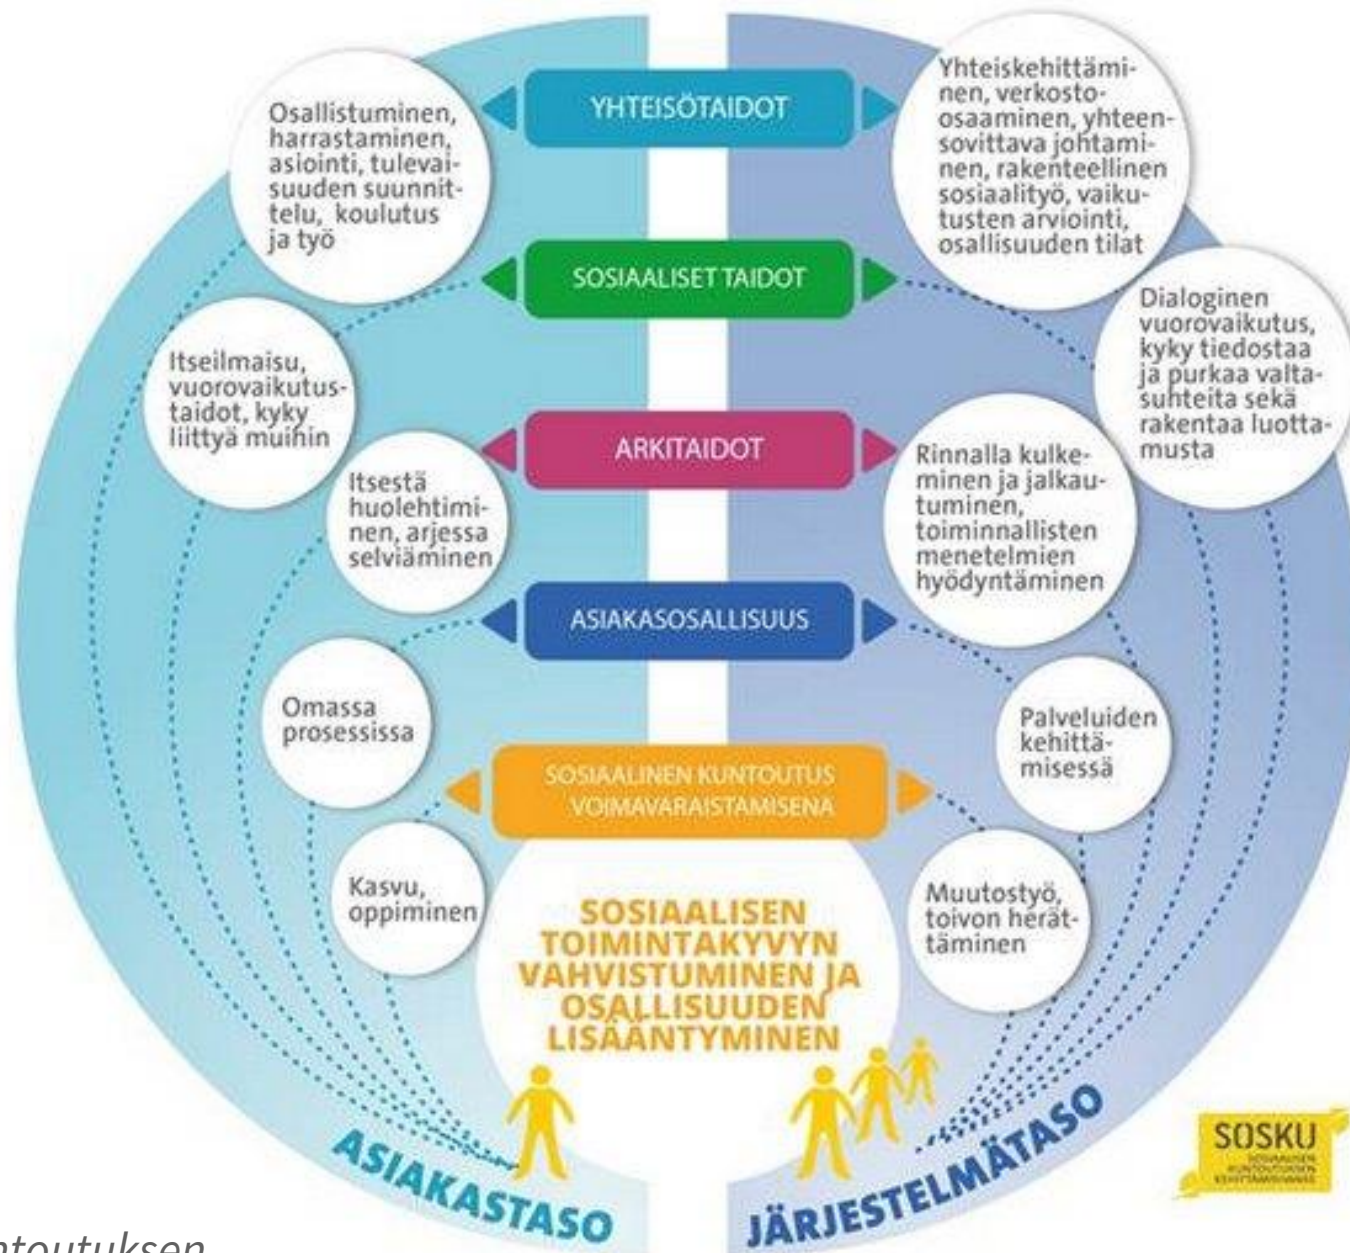 YHTEISÖTAIDOT
Osallistuminen,
harrastaminen,
asiointi, tulevai-
suuden suunnit-
telu, koulutus
ja työ
Yhteiskehittämi-
nen, verkosto-
osaaminen, yhteen-
sovittava johtami-
nen, rakenteellinen
sosiaalityö, vaiku-
tusten arviointi,
osallisuuden tilat
SOSIAALISET TAIDOT
Itseilmaisu,
vuorovaikutus-
taidot, kyky
liittyä muihin
Dialoginen
vuorovaikutus,
kyky tiedostaa
ja purkaa valta-
suhteita sekä
rakentaa luotta-
musta
ARKITAIDOT
Itsestä
huolehtimi-
nen, arjessa
selviäminen
Rinnalla kulke-
minen ja jalkau-
tuminen,
toiminnallisten
menetelmien
hyödyntäminen
ASIAKASOSALLISUUS
Omassa
prosessissa
Palveluiden
kehittä-
misessä
SOSIAALINEN KUNTOUTUS
VOIMAVARAISTAMISENA
Kasvu,
oppiminen
Muutostyö,
toivon herät-
täminen
SOSIAALISEN
TOIMINTAKYVYN
VAHVISTUMINEN JA
OSALLISUUDEN
LISÄÄNTYMINEN
ASIAKASTASO
JÄRJESTELMÄTASO
SOSKU
SOSIAALISEN
KUNTOUTUKSEN
KEHITTÄMISHANKE
ntoutuksen